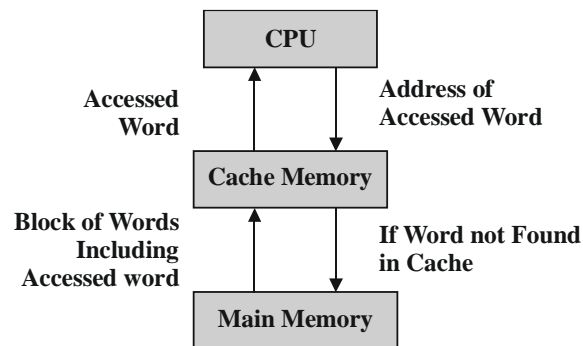 CPU
Accessed
Word
Address of
Accessed Word
Cache Memory
Block of Words
Including
Accessed word
If Word not Found
in Cache
Main Memory